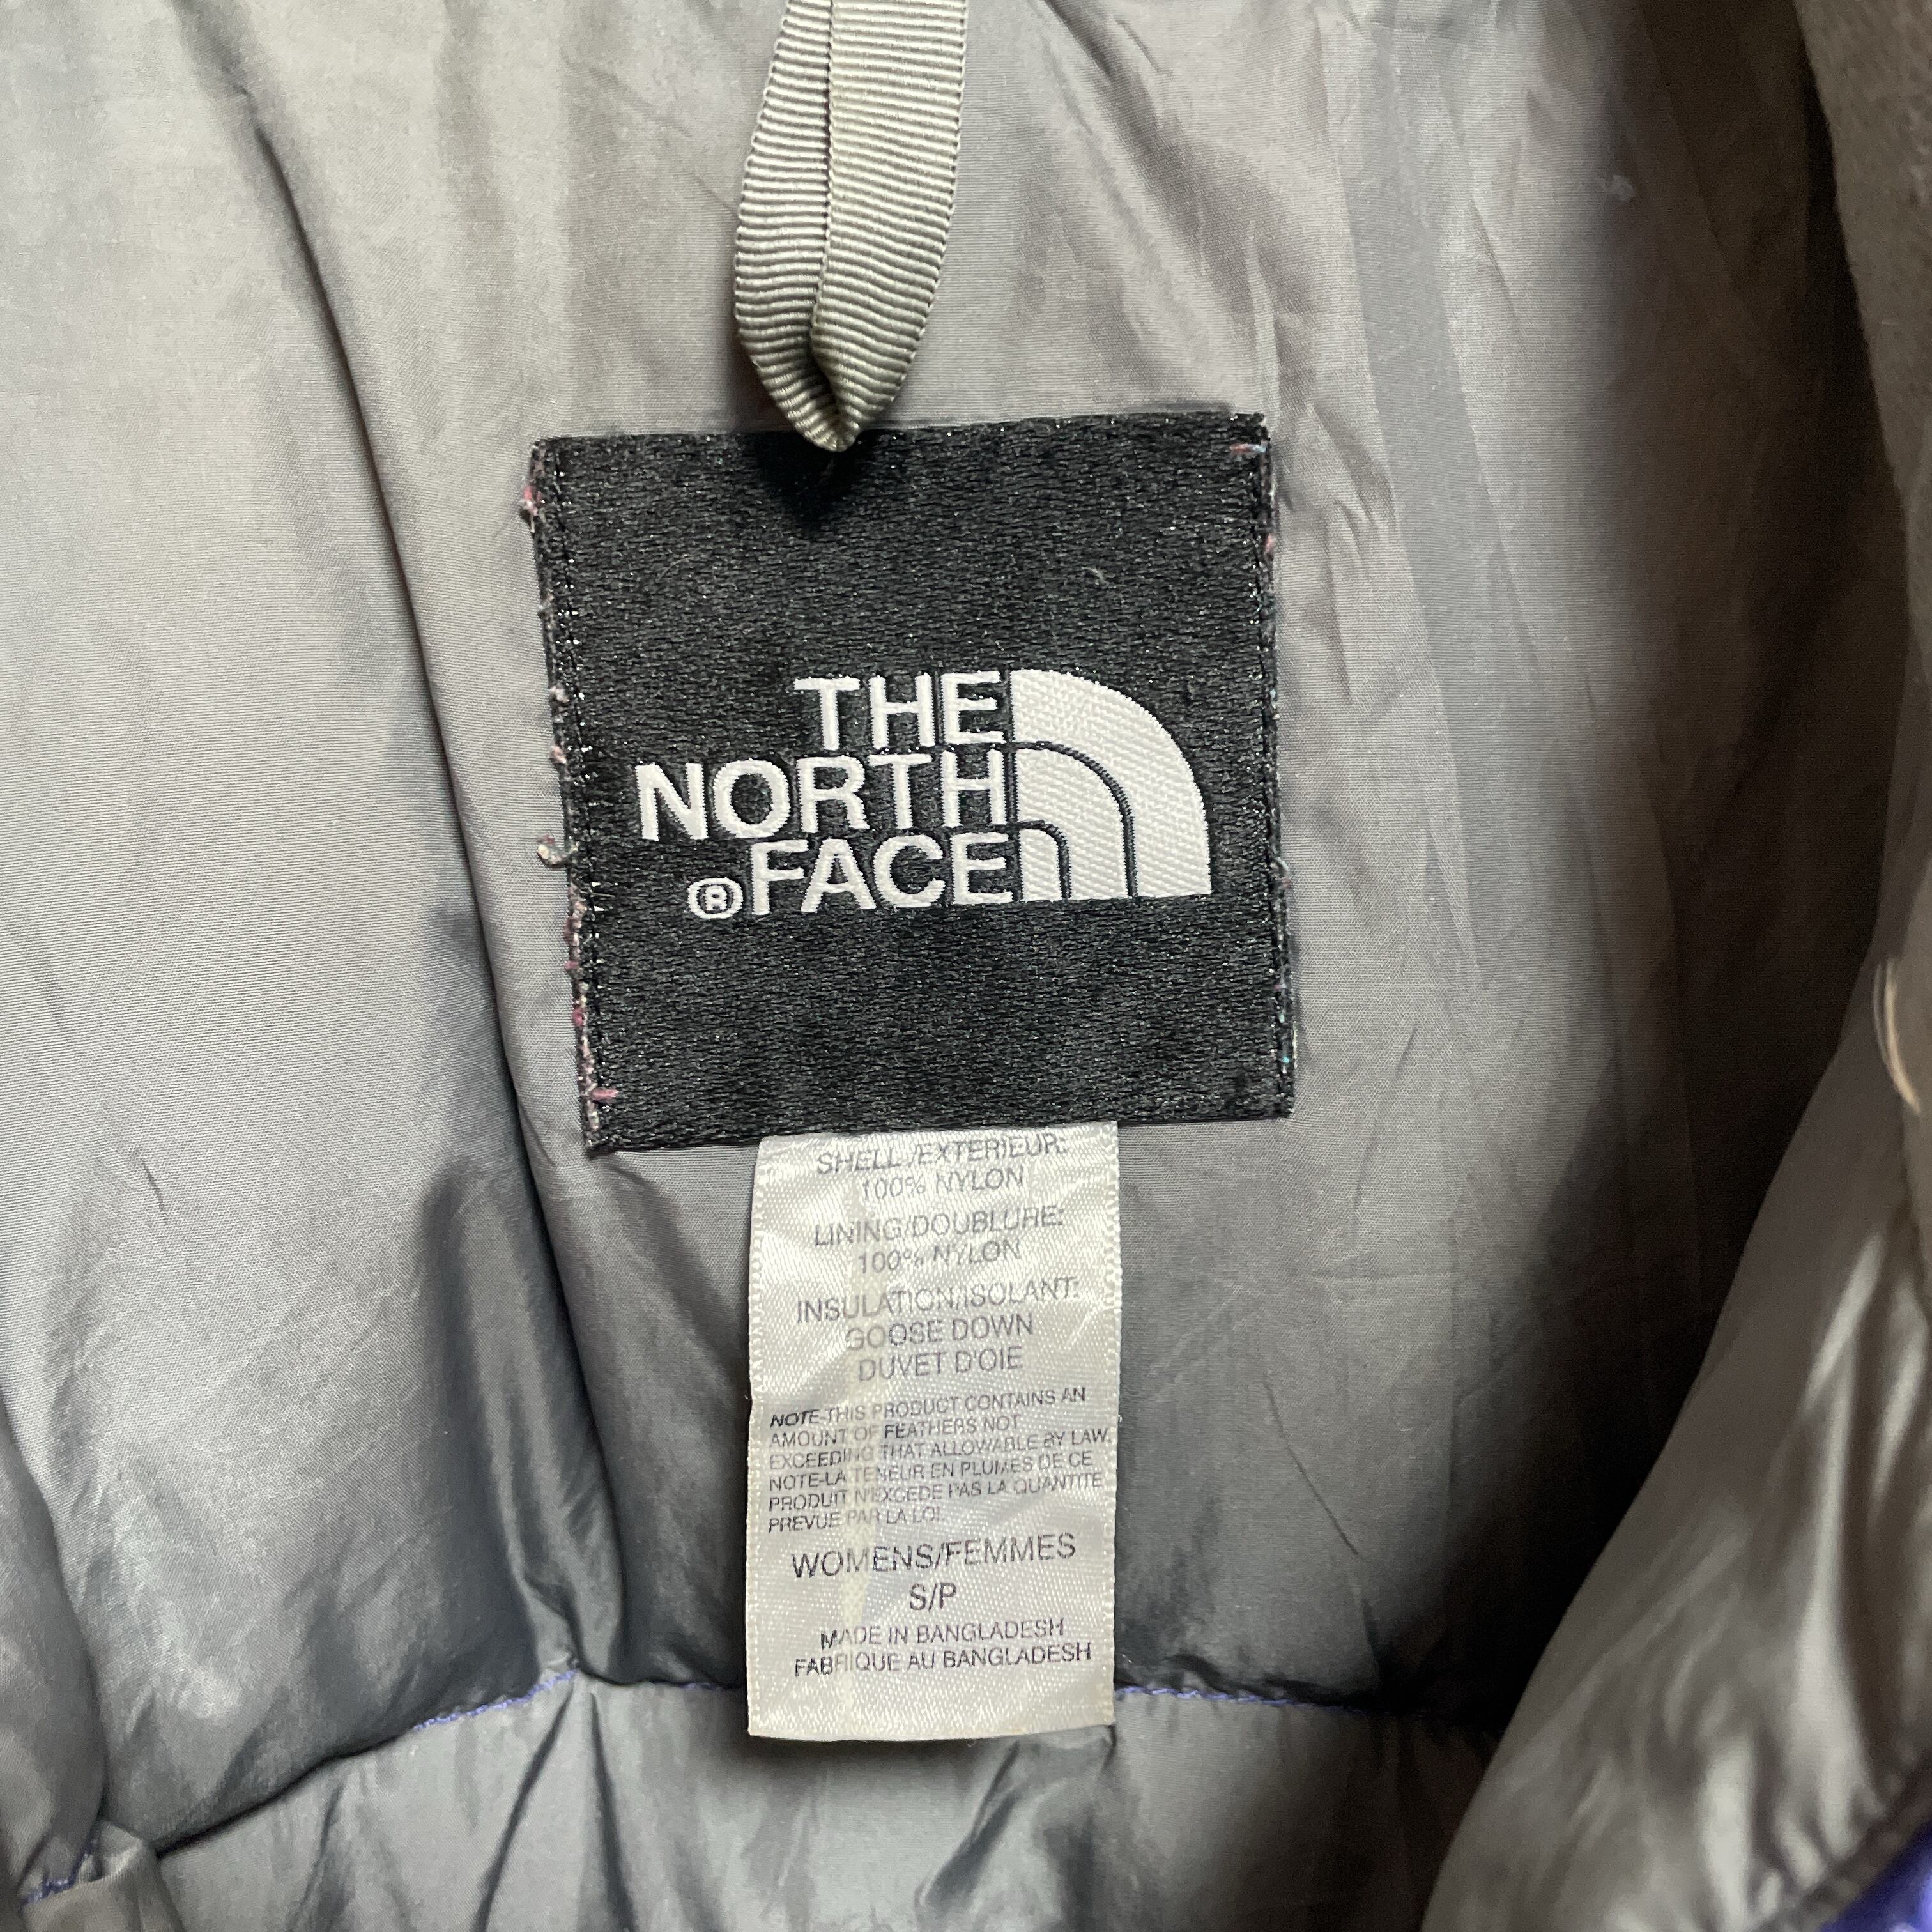 THE
NORTH
®FACE
SHELL/EXTERIEUR:
100% NYLON
LINING/DOUBLURE:
100% NYLON
INSULATION/ISOLANT:
GOOSE DOWN
DUVET D'OIE
NOTE-THIS PRODUCT CONTAINS AN
AMOUNT OF FEATHERS NOT
EXCEEDING THAT ALLOWABLE BY LAW.
NOTE-LA TENEUR EN PLUMES DE CE
PRODUIT N'EXCEDE PAS LA QUANTITE
PREVUE PAR LA LOI.
WOMENS/FEMMES
S/P
MADE IN BANGLADESH
FABRIQUE AU BANGLADESH